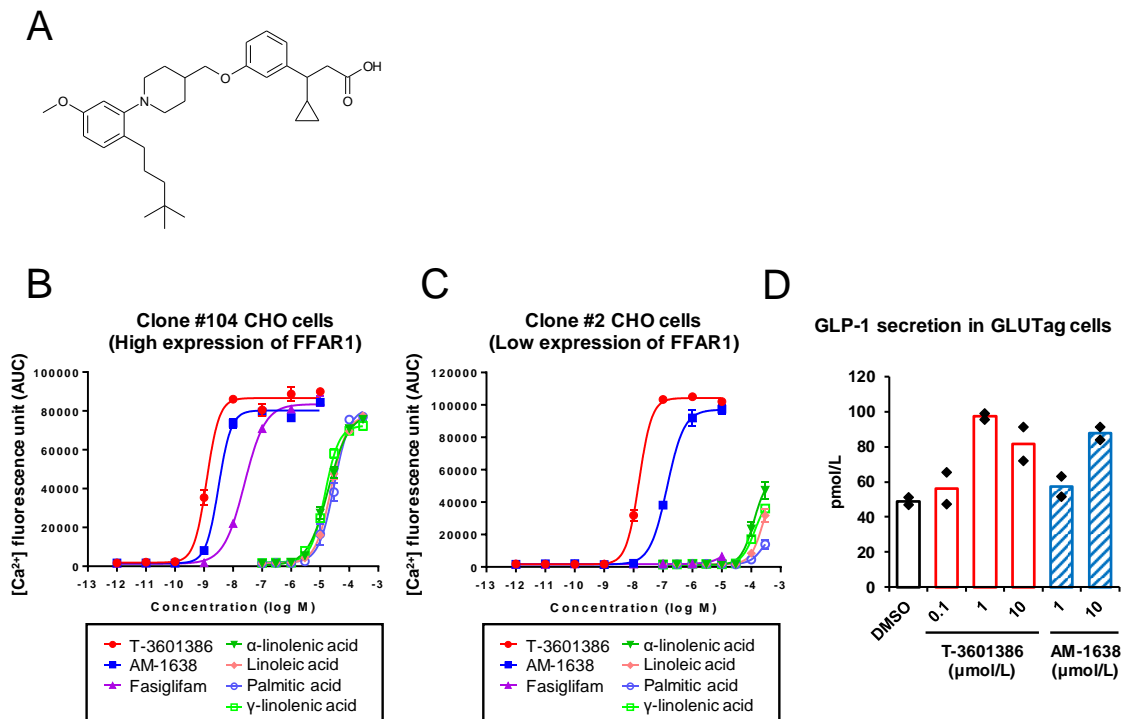 A
O
N
O
OH
O
B
Clone #104 CHO cells
(High expression of FFAR1)
[Ca²⁺] fluorescence unit (AUC)
100000
80000
60000
40000
20000
0
-13 -12 -11 -10 -9 -8 -7 -6 -5 -4 -3
Concentration (log M)
T-3601386
AM-1638
Fasiglifam
α-linolenic acid
Linoleic acid
Palmitic acid
γ-linolenic acid
C
Clone #2 CHO cells
(Low expression of FFAR1)
[Ca²⁺] fluorescence unit (AUC)
120000
100000
80000
60000
40000
20000
0
-13 -12 -11 -10 -9 -8 -7 -6 -5 -4 -3
Concentration (log M)
T-3601386
AM-1638
Fasiglifam
α-linolenic acid
Linoleic acid
Palmitic acid
γ-linolenic acid
D
GLP-1 secretion in GLUTag cells
pmol/L
120
100
80
60
40
20
0
DMSO 0.1 1 10 1 10
T-3601386 AM-1638
(µmol/L) (µmol/L)